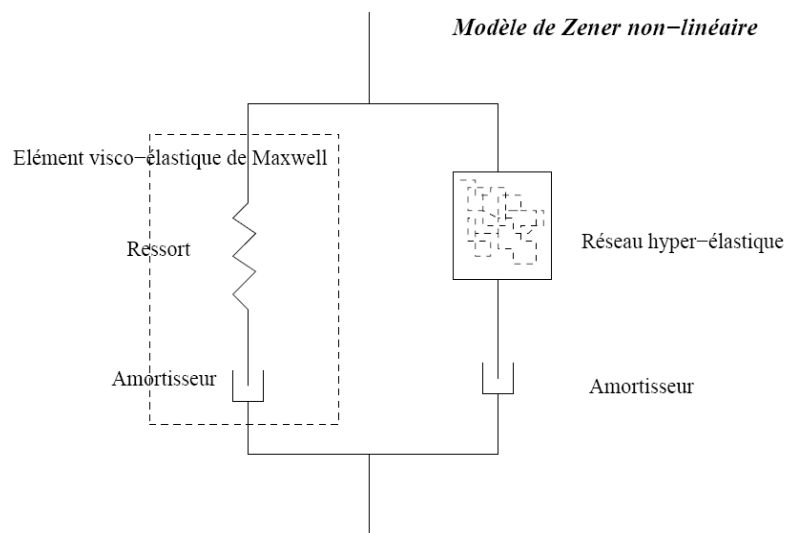 Modèle de Zener non−linéaire
Elément visco−élastique de Maxwell
Ressort
Réseau hyper−élastique
Amortisseur
Amortisseur